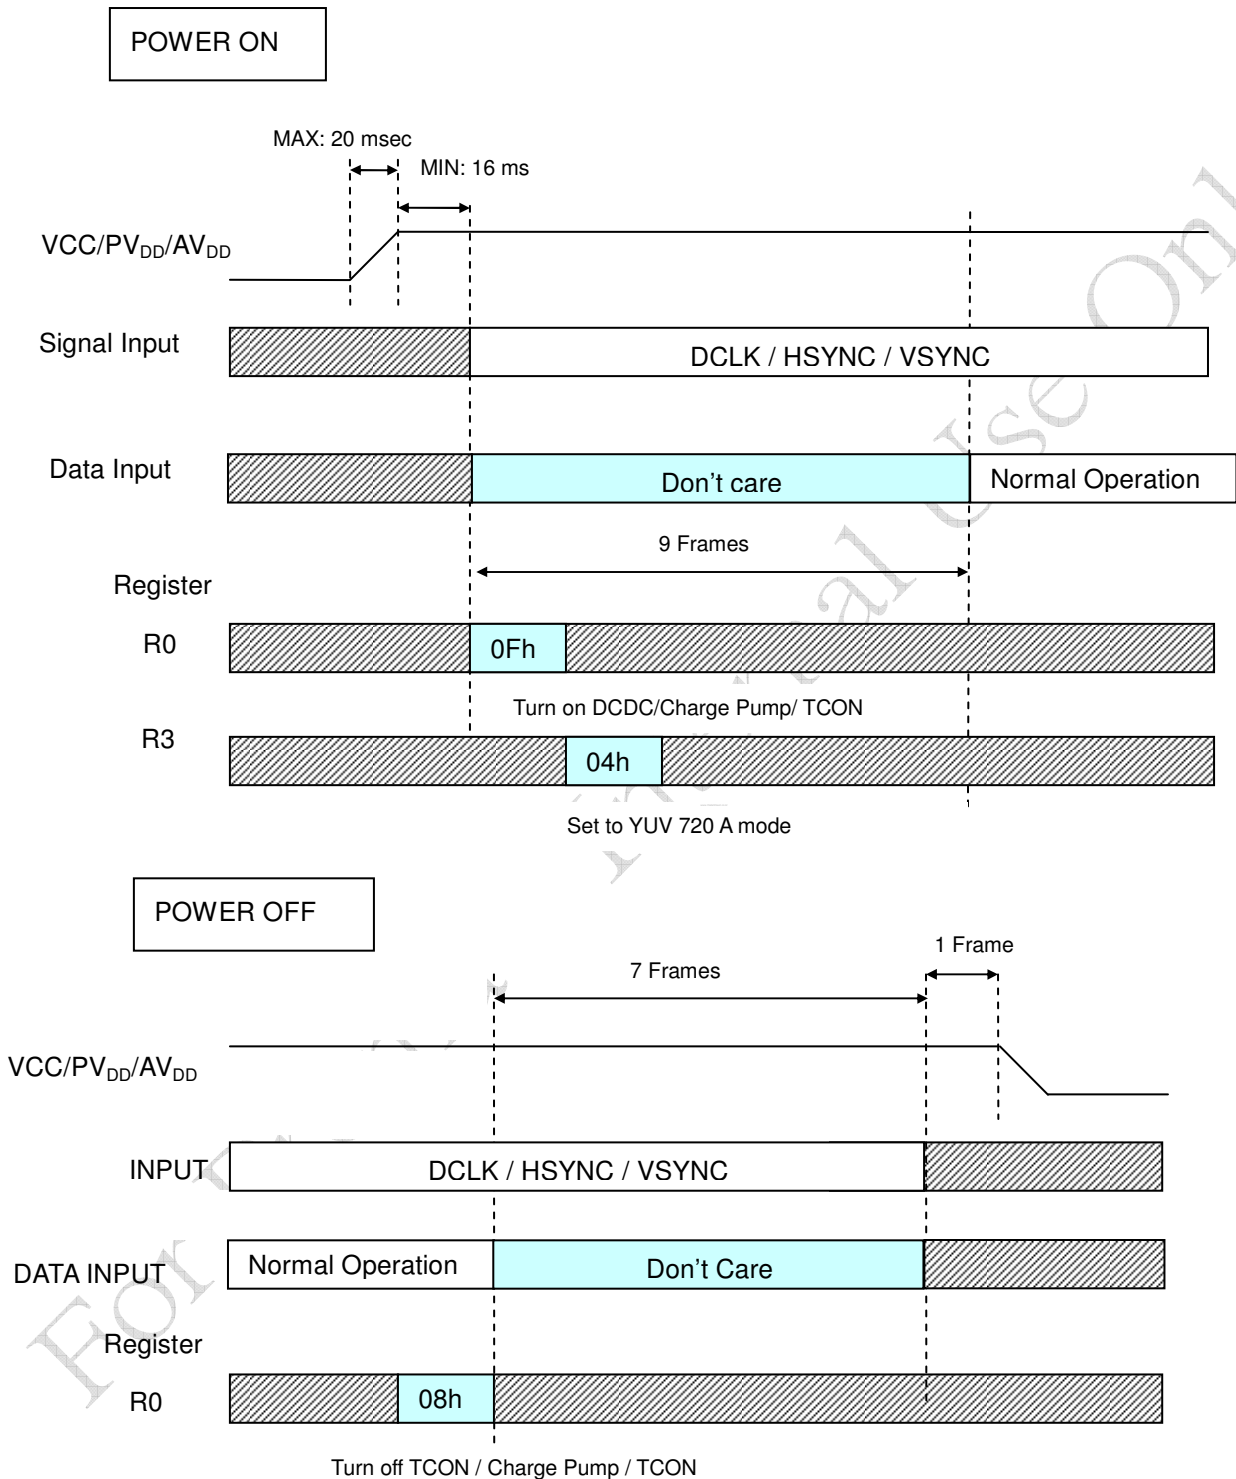 POWER ON
MAX: 20 msec
MIN: 16 ms
VCC/PVDD/AVDD
Signal Input
DCLK / HSYNC / VSYNC
Data Input
Don't care
Normal Operation
9 Frames
Register
R0
0Fh
Turn on DCDC/Charge Pump/ TCON
R3
04h
Set to YUV 720 A mode
POWER OFF
7 Frames
1 Frame
VCC/PVDD/AVDD
INPUT
DCLK / HSYNC / VSYNC
DATA INPUT
Normal Operation
Don't Care
Register
R0
08h
Turn off TCON / Charge Pump / TCON
For
Use